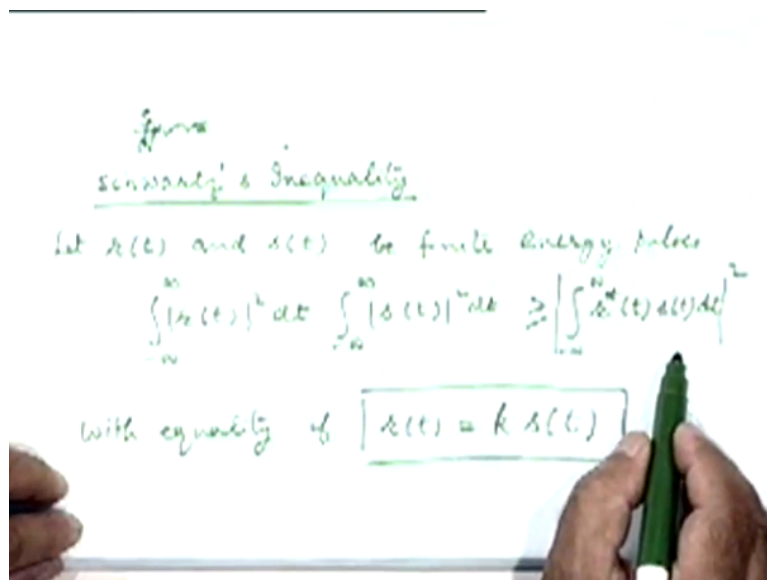 Schwartz's Inequality
Let r(t) and s(t) be finite energy pulses
∫_{-∞}^{∞} |r(t)|² dt ∫_{-∞}^{∞} |s(t)|² dt ≥ |∫_{-∞}^{∞} r*(t) s(t) dt|²
with equality if r(t) = k s(t)